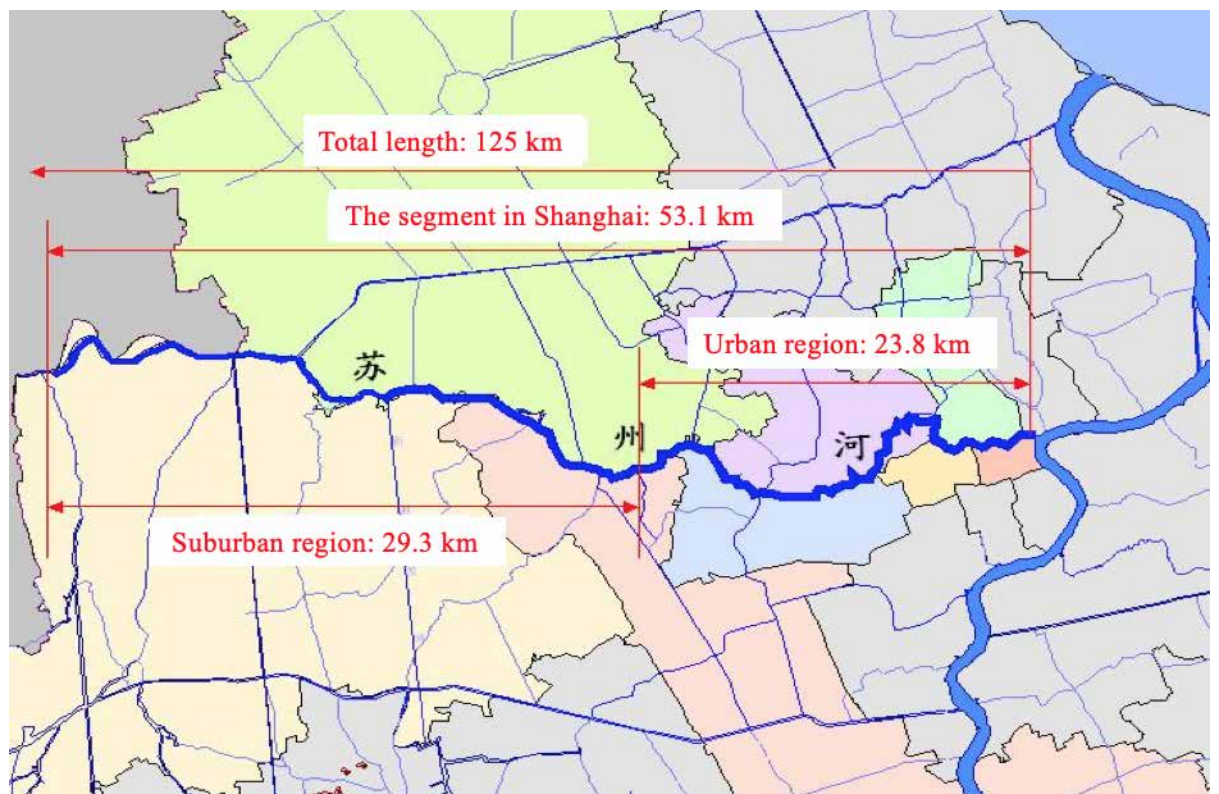 Total length: 125 km
The segment in Shanghai: 53.1 km
Urban region: 23.8 km
苏
州
河
Suburban region: 29.3 km